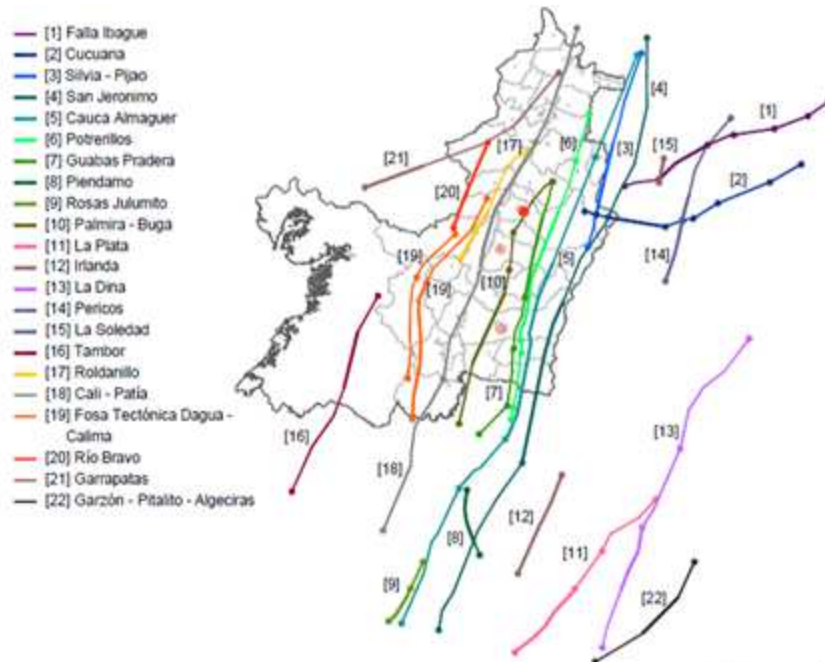 [1] Falla Ibague
[2] Cucuana
[3] Silvia - Pijao
[4] San Jeronimo
[5] Cauca Almaguer
[6] Potrerillos
[7] Guabas Pradera
[8] Piendamo
[9] Rosas Julumito
[10] Palmira - Buga
[11] La Plata
[12] Irlanda
[13] La Dina
[14] Pericos
[15] La Soledad
[16] Tambor
[17] Roldanillo
[18] Cali - Patía
[19] Fosa Tectónica Dagua -
Calima
[20] Río Bravo
[21] Garrapatas
[22] Garzón - Pitalito - Algeciras
[4]
[1]
[17]
[6]
[3]
[15]
[21]
[2]
[20]
[19]
[5]
[14]
[10]
[19]
[7]
[16]
[13]
[18]
[12]
[8]
[11]
[9]
[22]